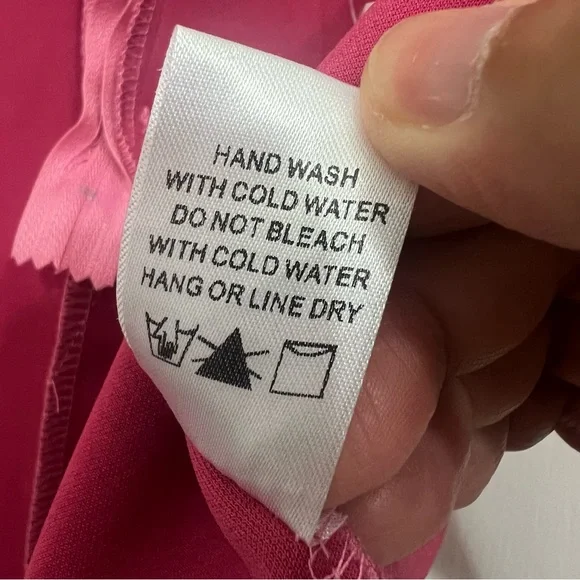 HAND WASH
WITH COLD WATER
DO NOT BLEACH
WITH COLD WATER
HANG OR LINE DRY